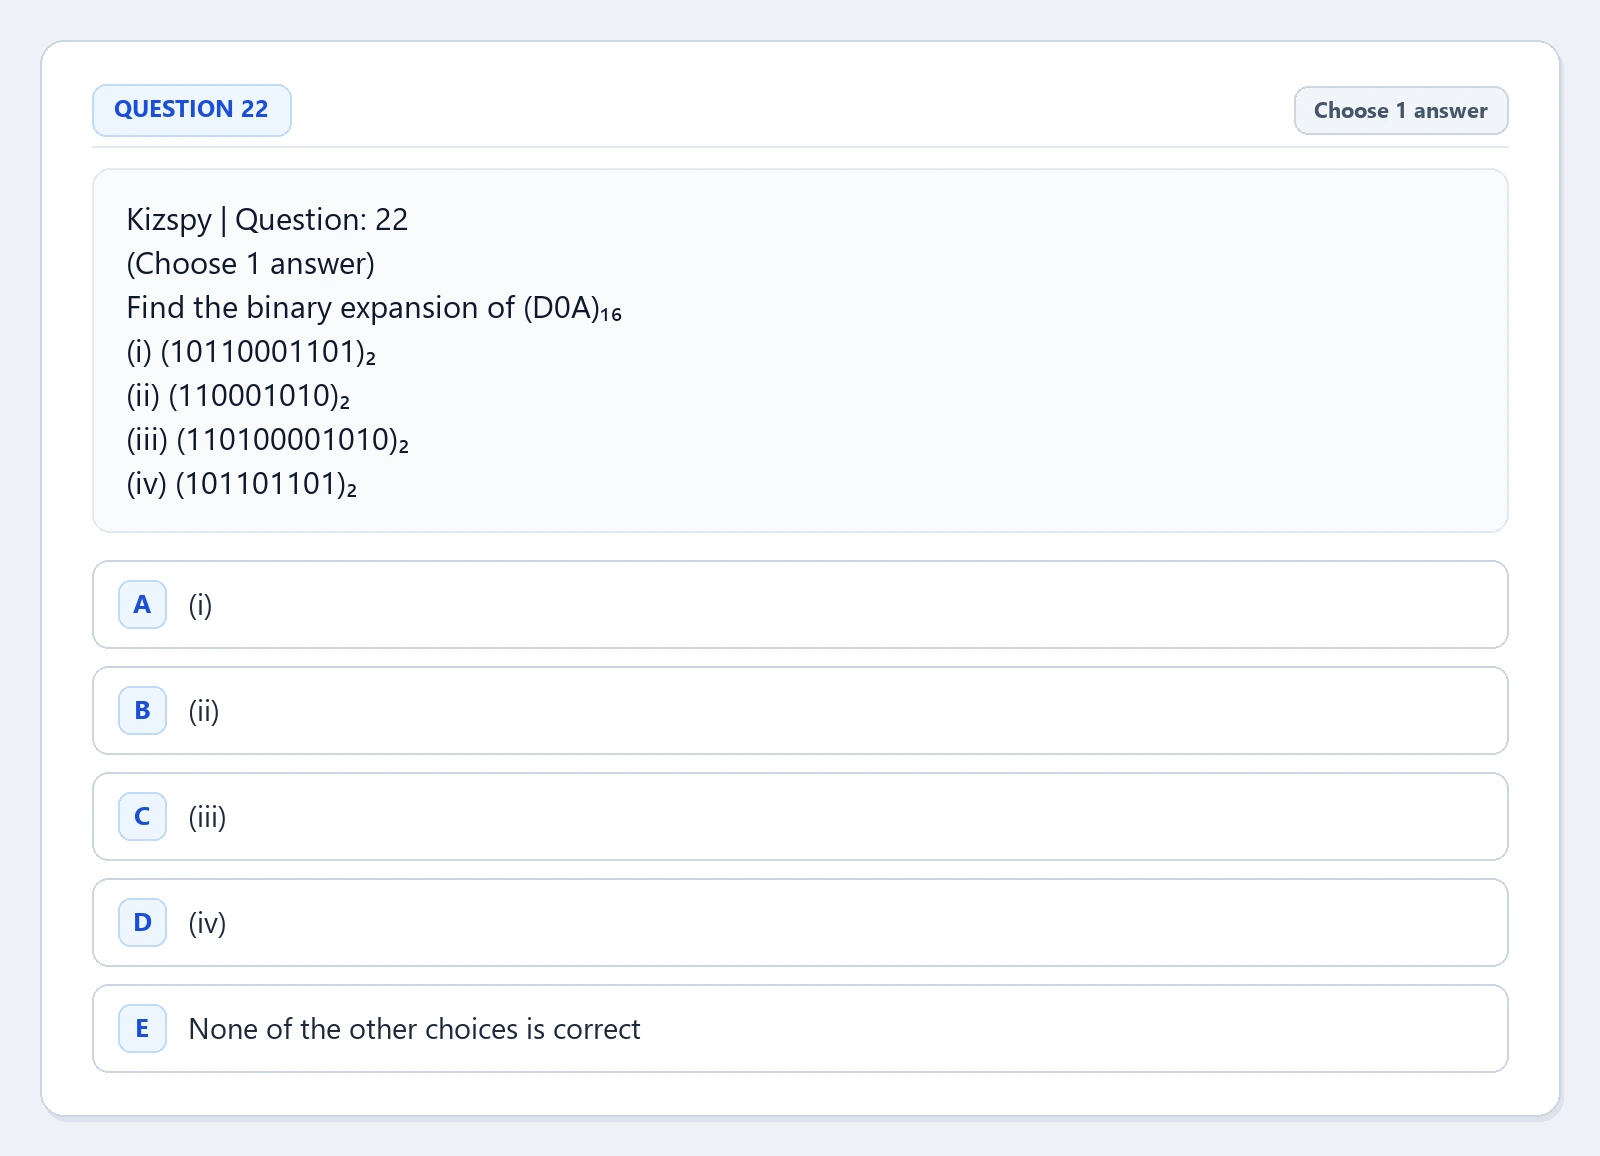 QUESTION 22
Choose 1 answer
Kizspy | Question: 22
(Choose 1 answer)
Find the binary expansion of (D0A)₁₆
(i) (10110001101)₂
(ii) (110001010)₂
(iii) (110100001010)₂
(iv) (101101101)₂
A (i)
B (ii)
C (iii)
D (iv)
E None of the other choices is correct